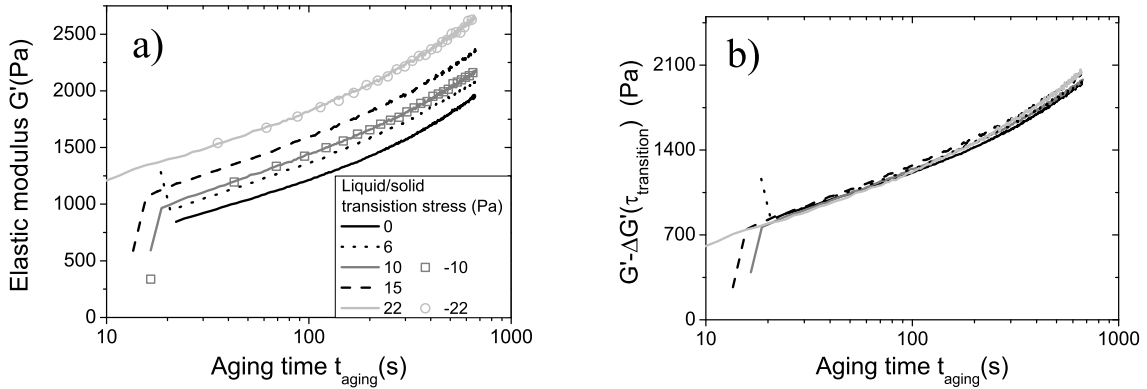 a)
Elastic modulus G'(Pa)
2500
2000
1500
1000
500
0
10
100
1000
Aging time t_aging(s)
Liquid/solid
transistion stress (Pa)
0
6
10 -10
15
22 -22
b)
G'-ΔG'(τ_transition) (Pa)
2100
1400
700
0
10
100
1000
Aging time t_aging(s)